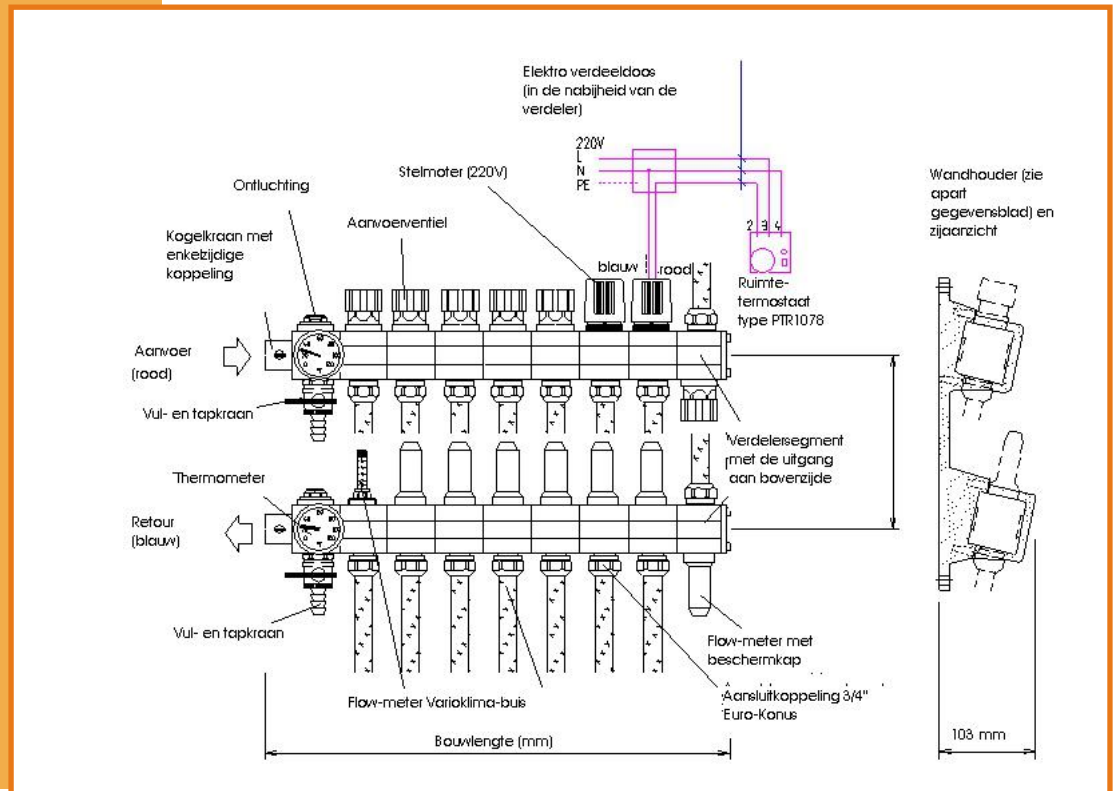 Elektro verdeeldoos
(in de nabijheid van de
verdeler)
220V
L
N
PE
Stelmoter (220V)
Ontluchting
Aanvoerventiel
Kogelkraan met
enkelzijdige
koppeling
blauw
rood
2 3 4
Ruimte-
termostaat
type PTR1078
Wandhouder (zie
apart
gegevensblad) en
zijaanzicht
Aanvoer
(rood)
Vul- en tapkraan
Thermometer
Verdelersegment
met de uitgang
aan bovenzijde
Retour
(blauw)
Vul- en tapkraan
Flow-meter met
beschermkap
Flow-meter Varioklima-buis
Aansluitkoppeling 3/4"
Euro-Konus
Bouwlengte (mm)
103 mm